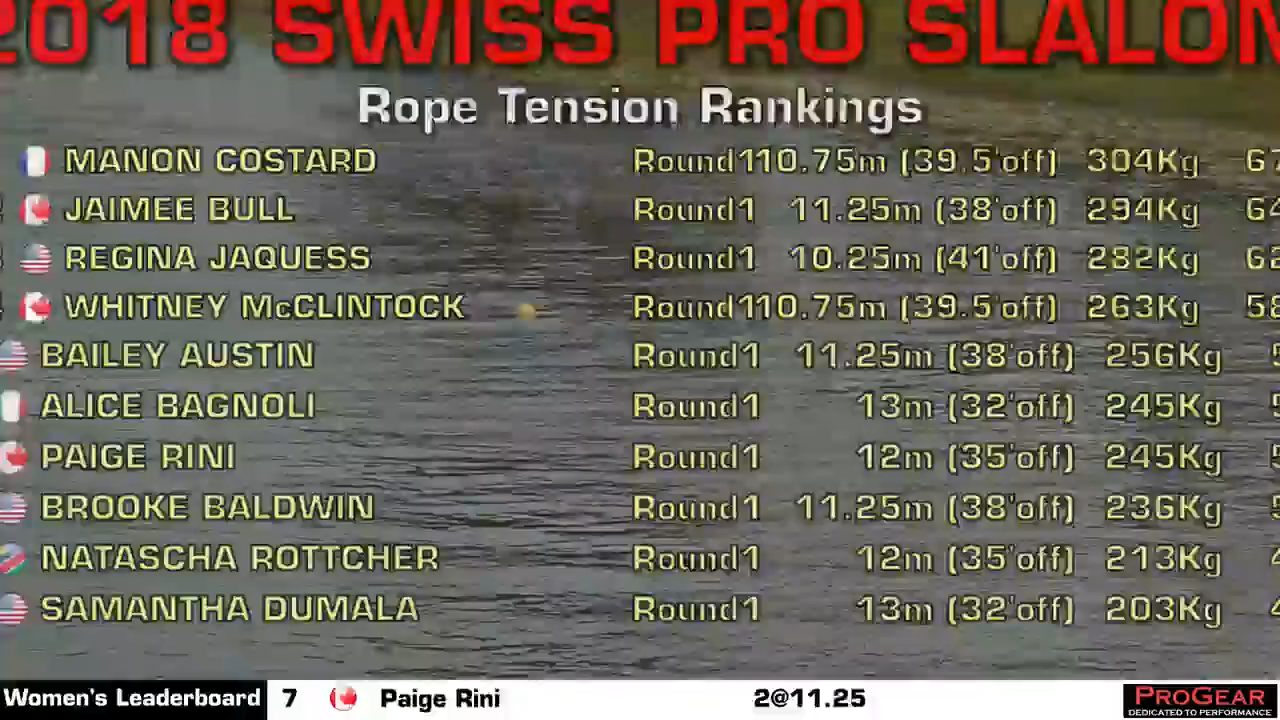 2018 SWISS PRO SLALOM
Rope Tension Rankings
MANON COSTARD Round1 10.75m (39.5'off) 304Kg 67
JAIMEE BULL Round1 11.25m (38'off) 294Kg 64
REGINA JAQUESS Round1 10.25m (41'off) 282Kg 62
WHITNEY McCLINTOCK Round1 10.75m (39.5'off) 263Kg 58
BAILEY AUSTIN Round1 11.25m (38'off) 256Kg
ALICE BAGNOLI Round1 13m (32'off) 245Kg
PAIGE RINI Round1 12m (35'off) 245Kg
BROOKE BALDWIN Round1 11.25m (38'off) 236Kg
NATASCHA ROTTCHER Round1 12m (35'off) 213Kg
SAMANTHA DUMALA Round1 13m (32'off) 203Kg
Women's Leaderboard 7 Paige Rini 2@11.25 PROGEAR
DEDICATED TO PERFORMANCE